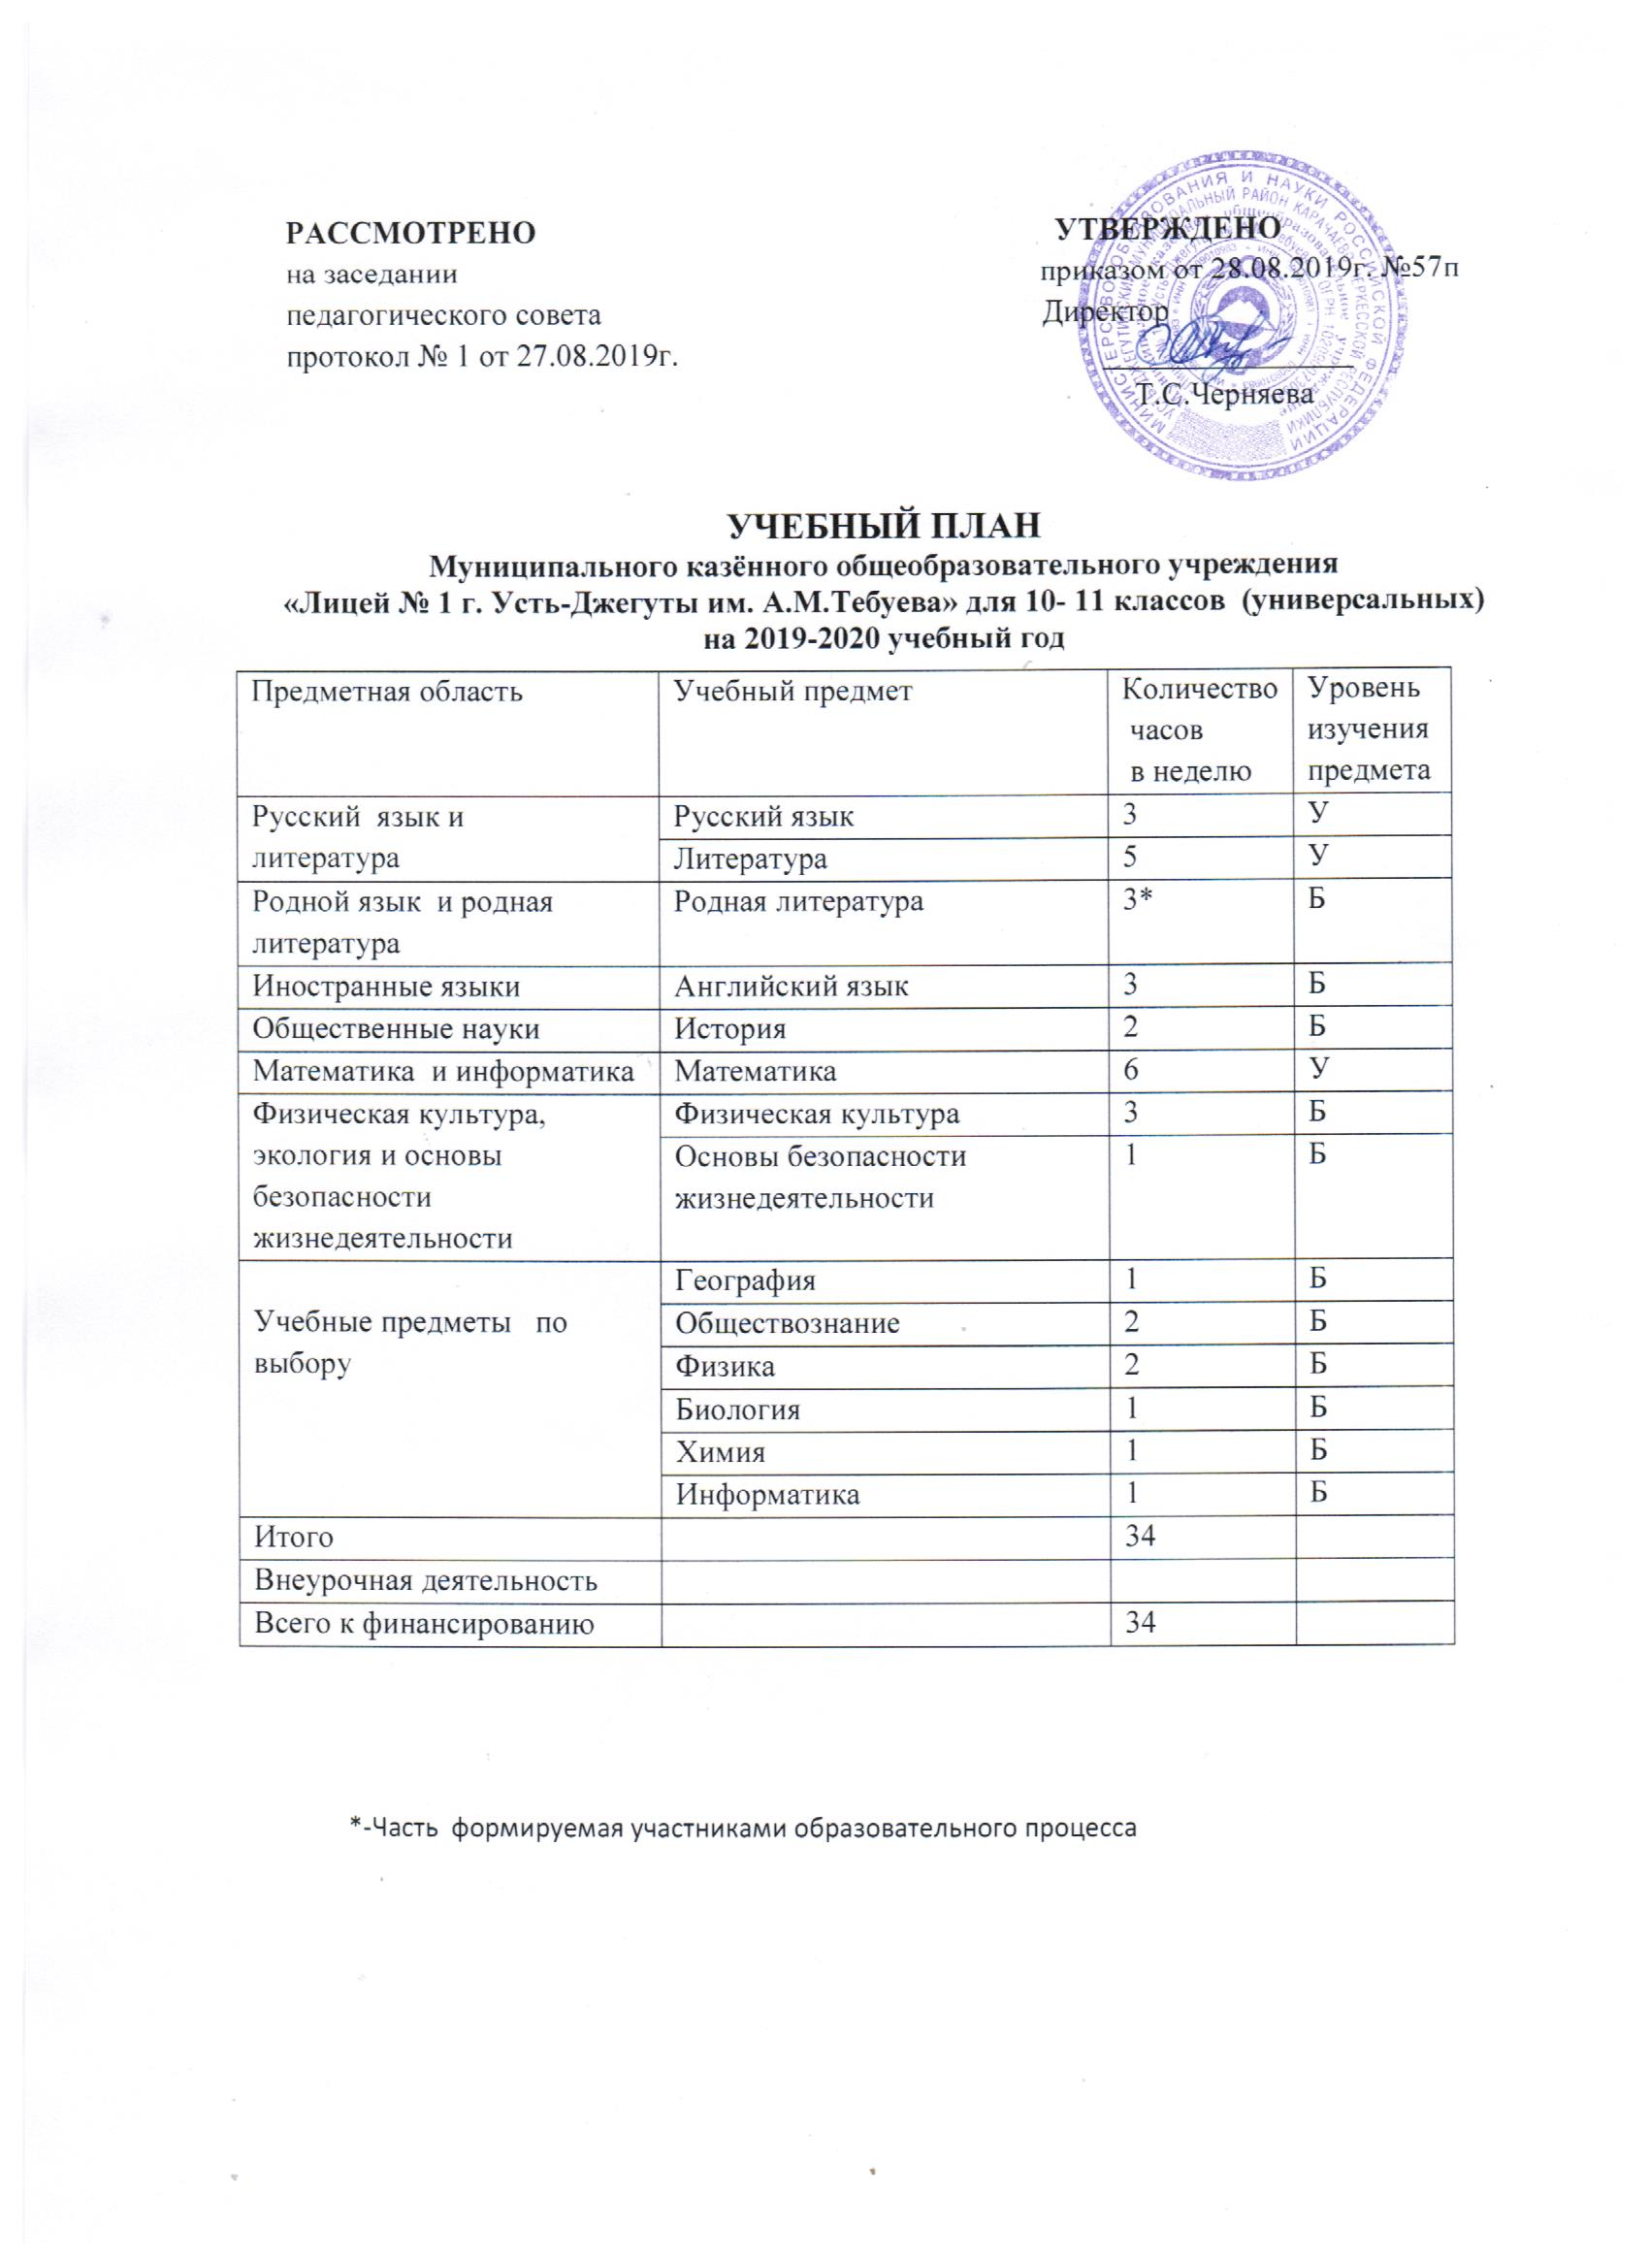 РАССМОТРЕНО
на заседании
педагогического совета
протокол № 1 от 27.08.2019г.
УТВЕРЖДЕНО
приказом от 28.08.2019г. №57п
Директор
Т.С.Черняева
МИНИСТЕРСТВО ОБРАЗОВАНИЯ И НАУКИ РОССИЙСКОЙ ФЕДЕРАЦИИ
УЧЕБНЫЙ ПЛАН
Муниципального казённого общеобразовательного учреждения
«Лицей № 1 г. Усть-Джегуты им. А.М.Тебуева» для 10- 11 классов (универсальных)
на 2019-2020 учебный год
Предметная область Учебный предмет Количество часов в неделю Уровень изучения предмета
Русский язык и литература Русский язык 3 У
Литература 5 У
Родной язык и родная литература Родная литература 3* Б
Иностранные языки Английский язык 3 Б
Общественные науки История 2 Б
Математика и информатика Математика 6 У
Физическая культура, экология и основы безопасности жизнедеятельности Физическая культура 3 Б
Основы безопасности жизнедеятельности 1 Б
Учебные предметы по выбору География 1 Б
Обществознание 2 Б
Физика 2 Б
Биология 1 Б
Химия 1 Б
Информатика 1 Б
Итого 34
Внеурочная деятельность
Всего к финансированию 34
*-Часть формируемая участниками образовательного процесса